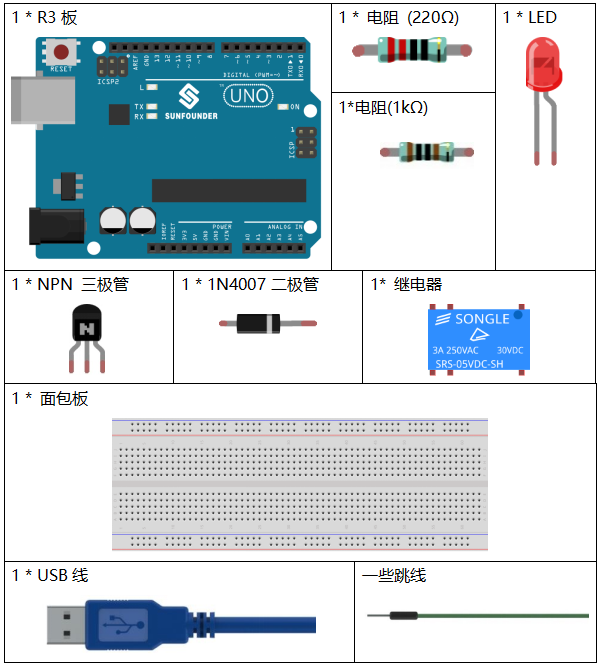 1 * R3 板
1 * 电阻 (220Ω)
1 * LED
RESET
ICSP2
AREF
GND
13
12
~11
~10
~9
8
7
~6
~5
4
~3
2
TX0▶1
RX0◀0
DIGITAL (PWM~)
L
TX
RX
SUNFOUNDER
UNO
TM
ON
1
ICSP
POWER
ANALOG IN
IOREF
RESET
3V3
5V
GND
GND
VIN
A0
A1
A2
A3
A4
A5
1*电阻(1kΩ)
1 * NPN 三极管
1 * 1N4007 二极管
1* 继电器
N
SONGLE
3A 250VAC 30VDC
SRS-05VDC-SH
1 * 面包板
1 * USB 线
一些跳线